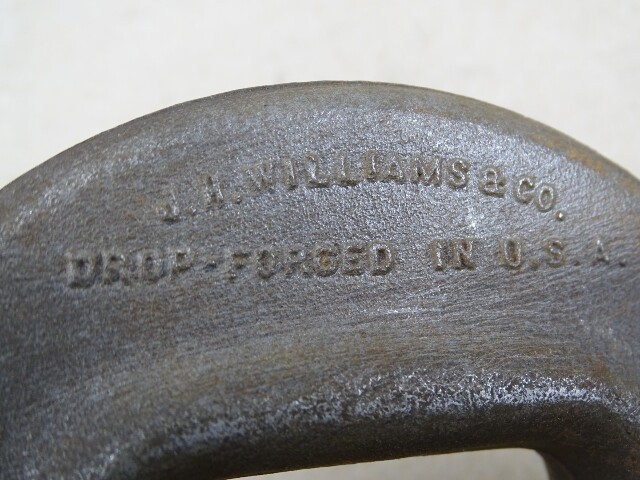 J.H.WILLIAMS & CO.
DROP-FORGED IN U.S.A.